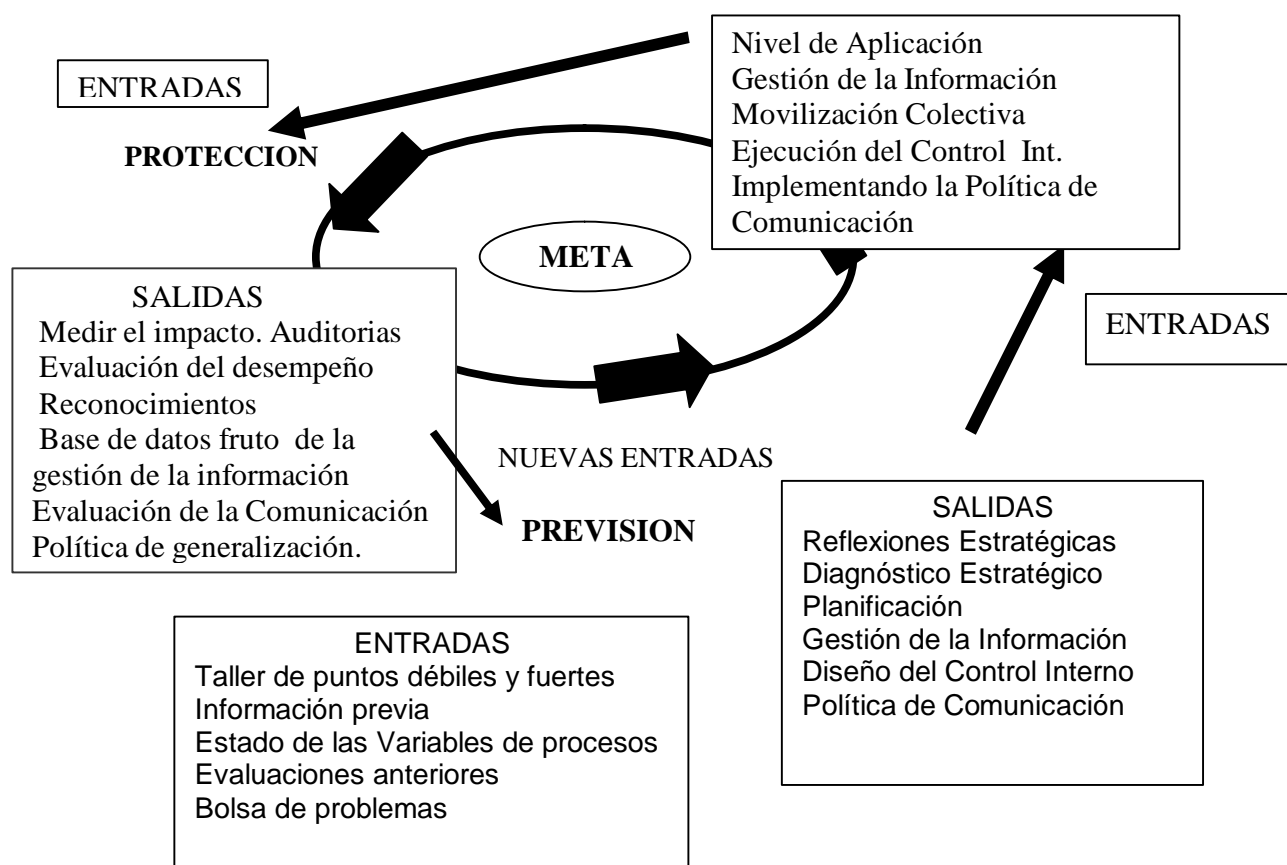 ENTRADAS
PROTECCION
Nivel de Aplicación
Gestión de la Información
Movilización Colectiva
Ejecución del Control Int.
Implementando la Política de
Comunicación
META
ENTRADAS
SALIDAS
Medir el impacto. Auditorias
Evaluación del desempeño
Reconocimientos
Base de datos fruto de la
gestión de la información
Evaluación de la Comunicación
Política de generalización.
NUEVAS ENTRADAS
PREVISION
SALIDAS
Reflexiones Estratégicas
Diagnóstico Estratégico
Planificación
Gestión de la Información
Diseño del Control Interno
Política de Comunicación
ENTRADAS
Taller de puntos débiles y fuertes
Información previa
Estado de las Variables de procesos
Evaluaciones anteriores
Bolsa de problemas